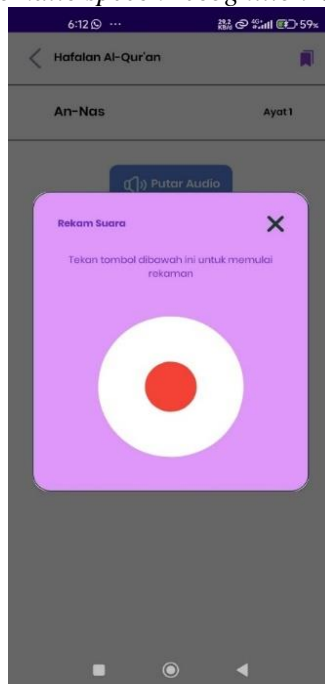 6:12 ...
59%
Hafalan Al-Qur'an
An-Nas Ayat 1
Putar Audio
Rekam Suara
Tekan tombol dibawah ini untuk memulai
rekaman